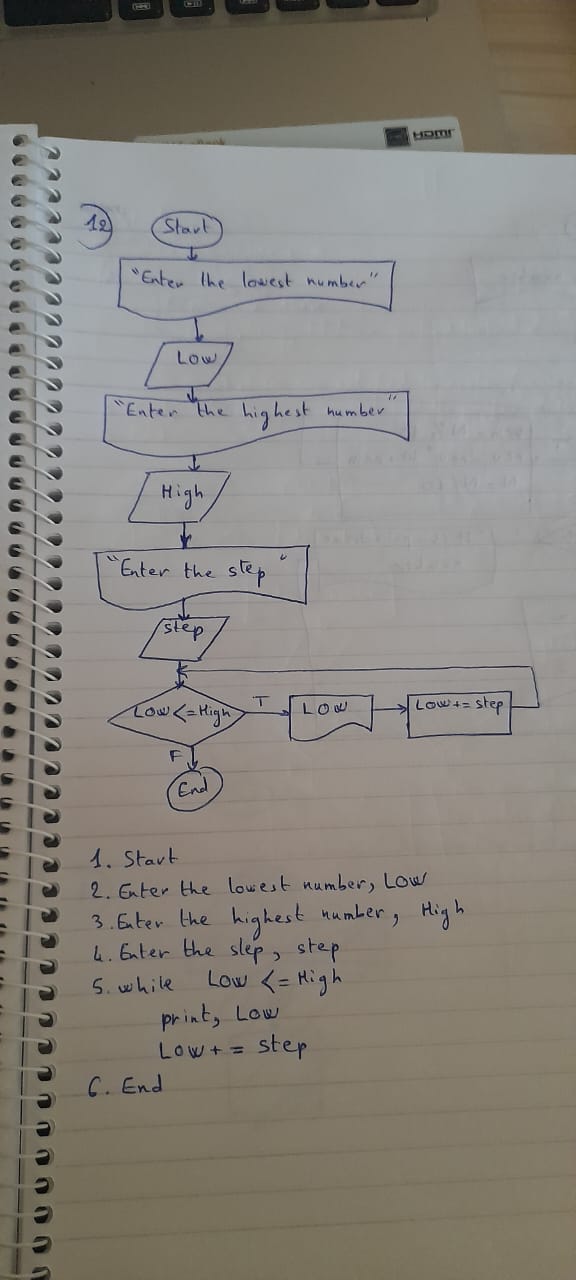 HDMI
12
Start
"Enter the lowest number"
Low
"Enter the highest number"
High
"Enter the step"
step
Low <= High
T
LOW
Low += step
F
End
1. Start
2. Enter the lowest number, Low
3. Enter the highest number, High
4. Enter the step, step
5. while Low <= High
print, Low
Low + = step
6. End